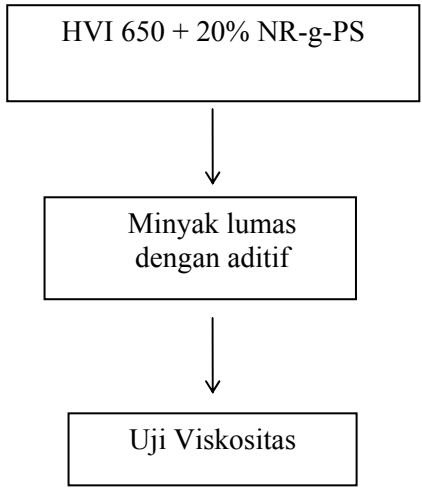 HVI 650 + 20% NR-g-PS
Minyak lumas
dengan aditif
Uji Viskositas